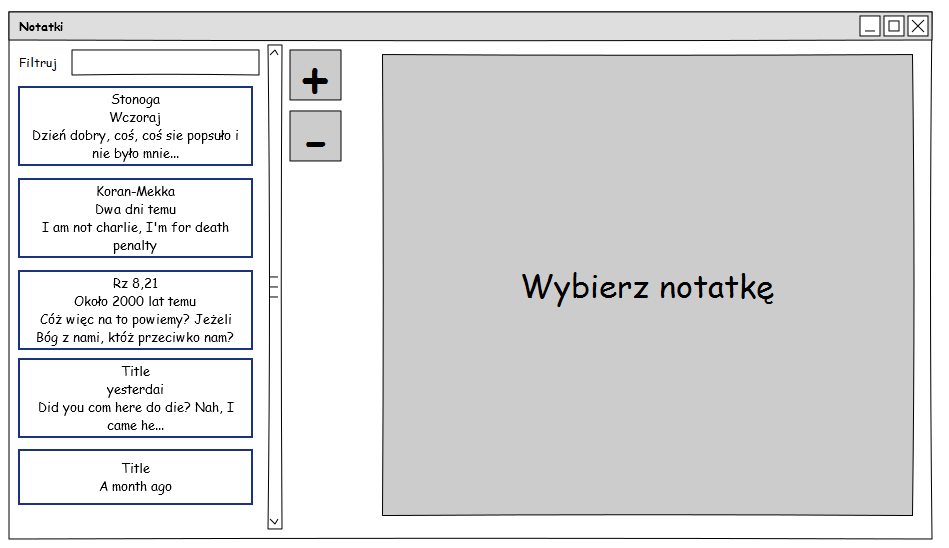 Notatki
Filtruj
Stonoga
Wczoraj
Dzień dobry, coś, coś sie popsuło i
nie było mnie...
Koran-Mekka
Dwa dni temu
I am not charlie, I'm for death
penalty
Rz 8,21
Około 2000 lat temu
Cóż więc na to powiemy? Jeżeli
Bóg z nami, któż przeciwko nam?
Title
yesterdai
Did you com here do die? Nah, I
came he...
Title
A month ago
+
-
Wybierz notatkę